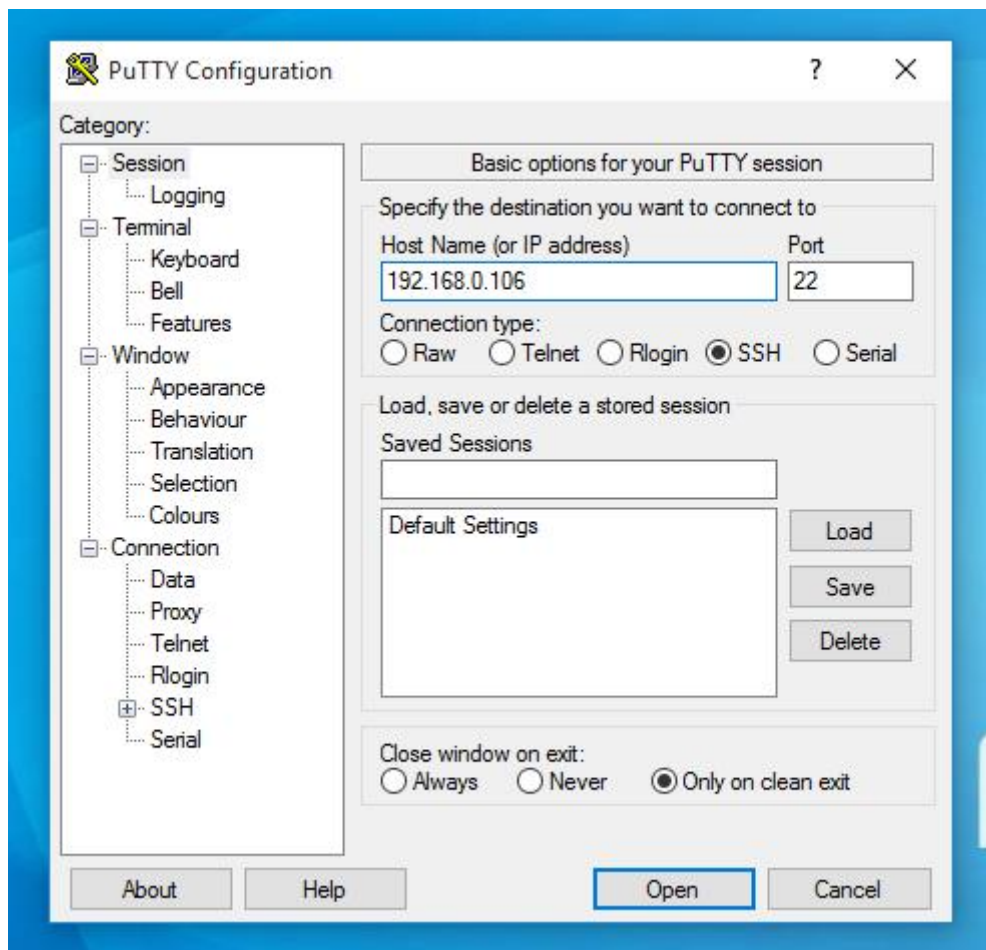 PuTTY Configuration
?
Category:
Session
Logging
Terminal
Keyboard
Bell
Features
Window
Appearance
Behaviour
Translation
Selection
Colours
Connection
Data
Proxy
Telnet
Rlogin
SSH
Serial
Basic options for your PuTTY session
Specify the destination you want to connect to
Host Name (or IP address) Port
192.168.0.106 22
Connection type:
Raw Telnet Rlogin SSH Serial
Load, save or delete a stored session
Saved Sessions
Default Settings
Load
Save
Delete
Close window on exit:
Always Never Only on clean exit
About Help Open Cancel